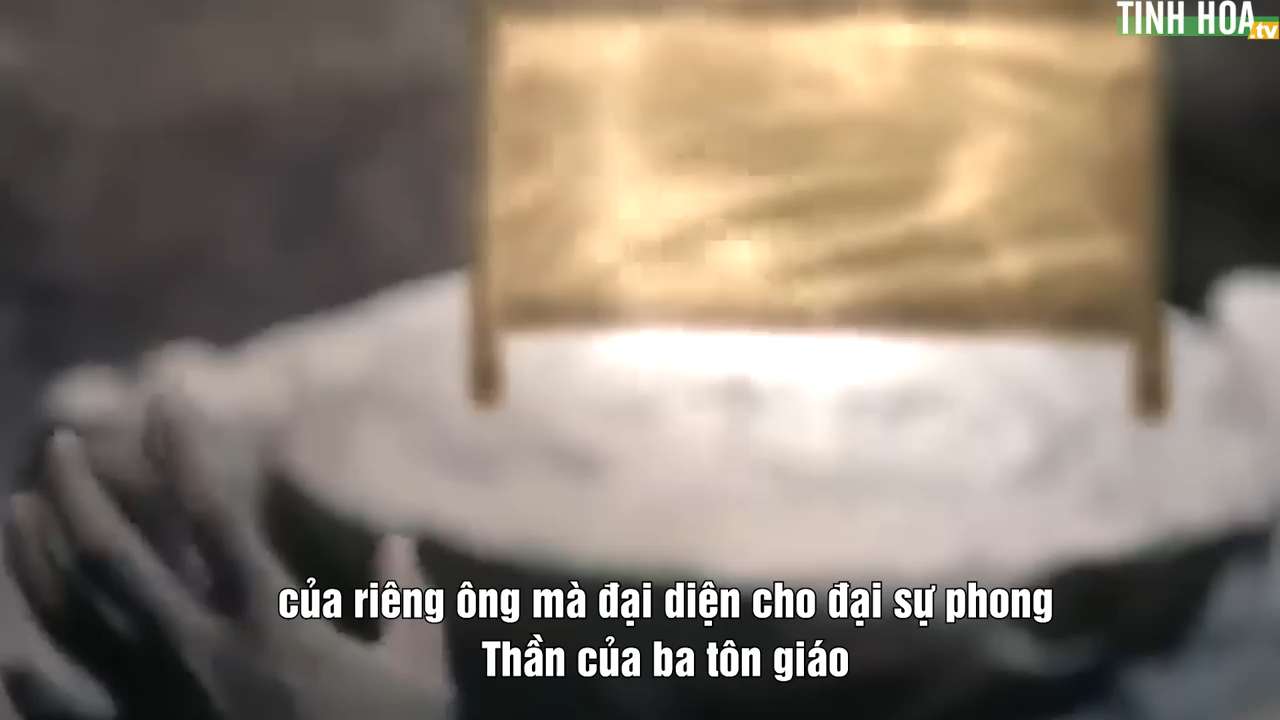 TINH HOA
.tv
của riêng ông mà đại diện cho đại sự phong
Thần của ba tôn giáo